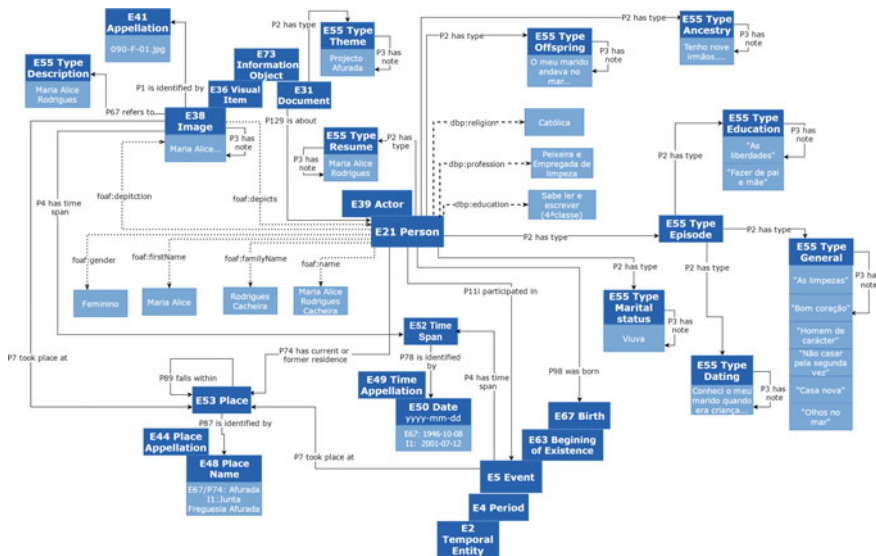 E41
Appellation
090-F-01.jpg
E55 Type
Description
Maria Alice
Rodrigues
E73
Information
Object
E36 Visual
Item
E31
Document
E38
Image
Maria Alice...
P3 has
note
P1 is identified by
P67 refers to
P2 has type
E55 Type
Theme
Projecto
Afurada
P3 has
note
P129 is about
E55 Type
Resume
Maria Alice
Rodrigues
P3 has
note
P2 has
type
P2 has type
E55 Type
Offspring
O meu marido
andava no
mar...
P3 has
note
P2 has type
E55 Type
Ancestry
Tenho nove
irmãos....
P3 has
note
dbp:religion
Católica
dbp:profession
Peixeira e
Empregada de
limpeza
dbp:education
Sabe ler e
escrever
(4ªclasse)
E55 Type
Education
"As
liberdades"
"Fazer de pai
e mãe"
P3 has
note
P2 has
type
P4 has time
span
foaf:depitction
foaf:depicts
E39 Actor
E21 Person
P2 has type
E55 Type
Episode
P2 has type
E55 Type
General
"As limpezas"
"Bom coração"
"Homem de
carácter"
"Não casar
pela segunda
vez"
"Casa nova"
"Olhos no
mar"
P3 has
note
foaf:gender
Feminino
foaf:firstName
Maria Alice
foaf:familyName
Rodrigues
Cacheira
foaf:name
Maria Alice
Rodrigues
Cacheira
P11i participated in
P2 has type
E55 Type
Marital
status
Viuva
P3 has
note
P2 has
type
E55 Type
Dating
Conheci o meu
marido quando
era criança...
P3 has
note
P7 took place at
E52 Time
Span
P74 has current or
former residence
P78 is identified
by
P4 has time
span
P98 was born
P89 falls within
E53 Place
E49 Time
Appellation
E50 Date
yyyy-mm-dd
E67: 1946-10-08
I1: 2001-07-12
E67 Birth
E63 Begining
of Existence
P87 is identified by
E44 Place
Appellation
E48 Place
Name
E67/P74: Afurada
I1:Junta
Freguesia Afurada
P7 took place at
E5 Event
E4 Period
E2
Temporal
Entity